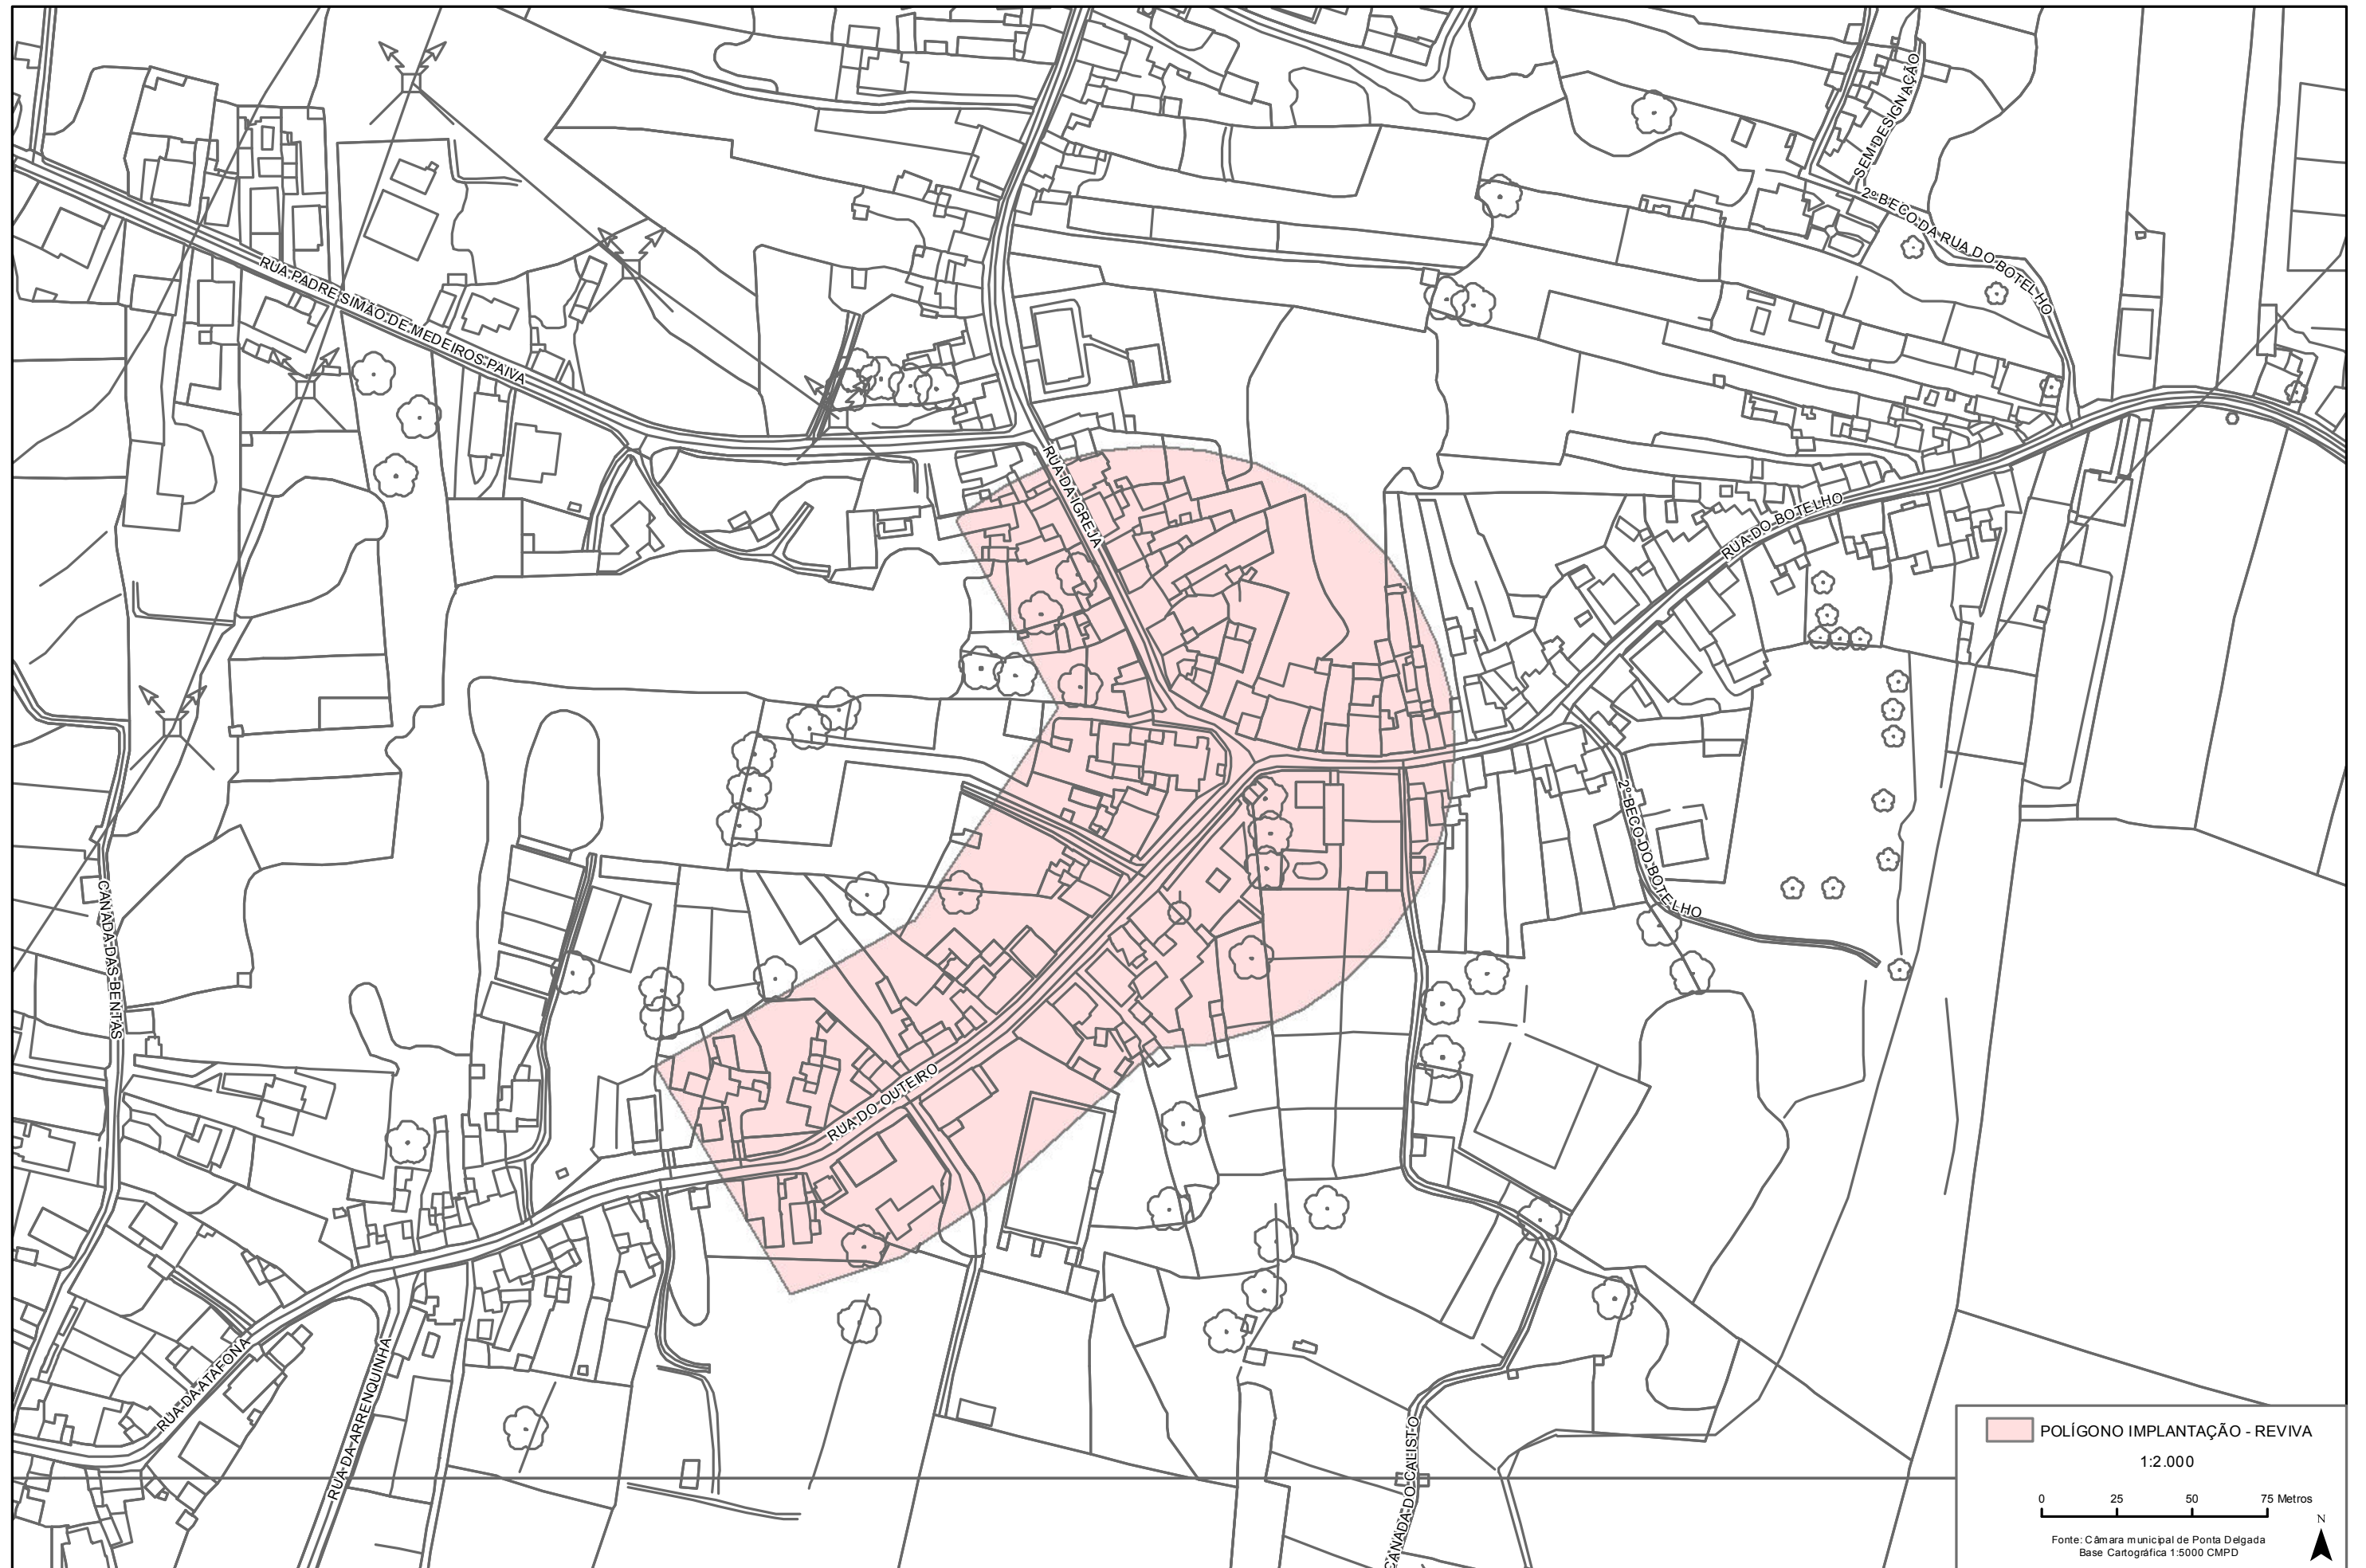 SEM DESIGNAÇÃO
2º BECO DA RUA DO BOTELHO
RUA PADRE SIMÃO DE MEDEIROS PAIVA
RUA DA IGREJA
RUA DO BOTELHO
2º BECO DO BOTELHO
CANADA DAS BENTAS
RUA DO OUTEIRO
RUA DA ATAFONA
RUA DA ARRENQUINHA
CANADA DO CALISTO
POLÍGONO IMPLANTAÇÃO - REVIVA
1:2.000
0 25 50 75 Metros
N
Fonte: Câmara municipal de Ponta Delgada
Base Cartográfica 1:5000 CMPD